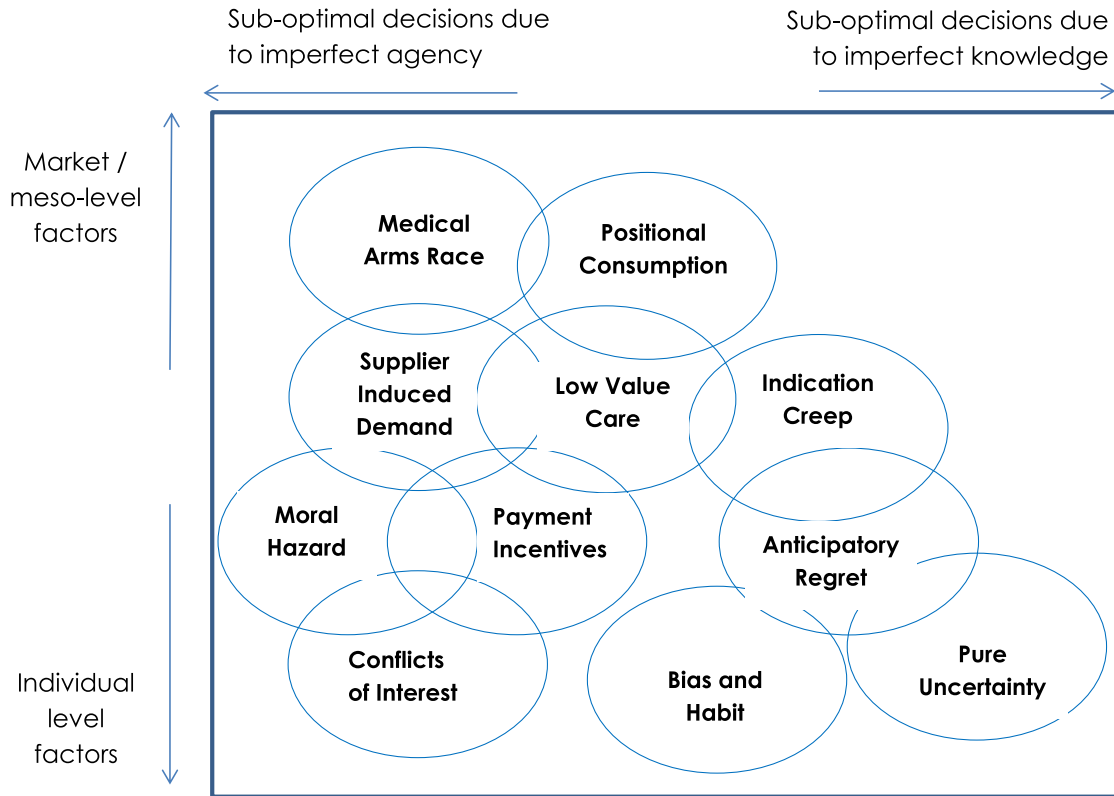 Sub-optimal decisions due
to imperfect agency
Sub-optimal decisions due
to imperfect knowledge
Market /
meso-level
factors
Medical
Arms Race
Positional
Consumption
Supplier
Induced
Demand
Low Value
Care
Indication
Creep
Moral
Hazard
Payment
Incentives
Anticipatory
Regret
Conflicts
of Interest
Bias and
Habit
Pure
Uncertainty
Individual
level
factors